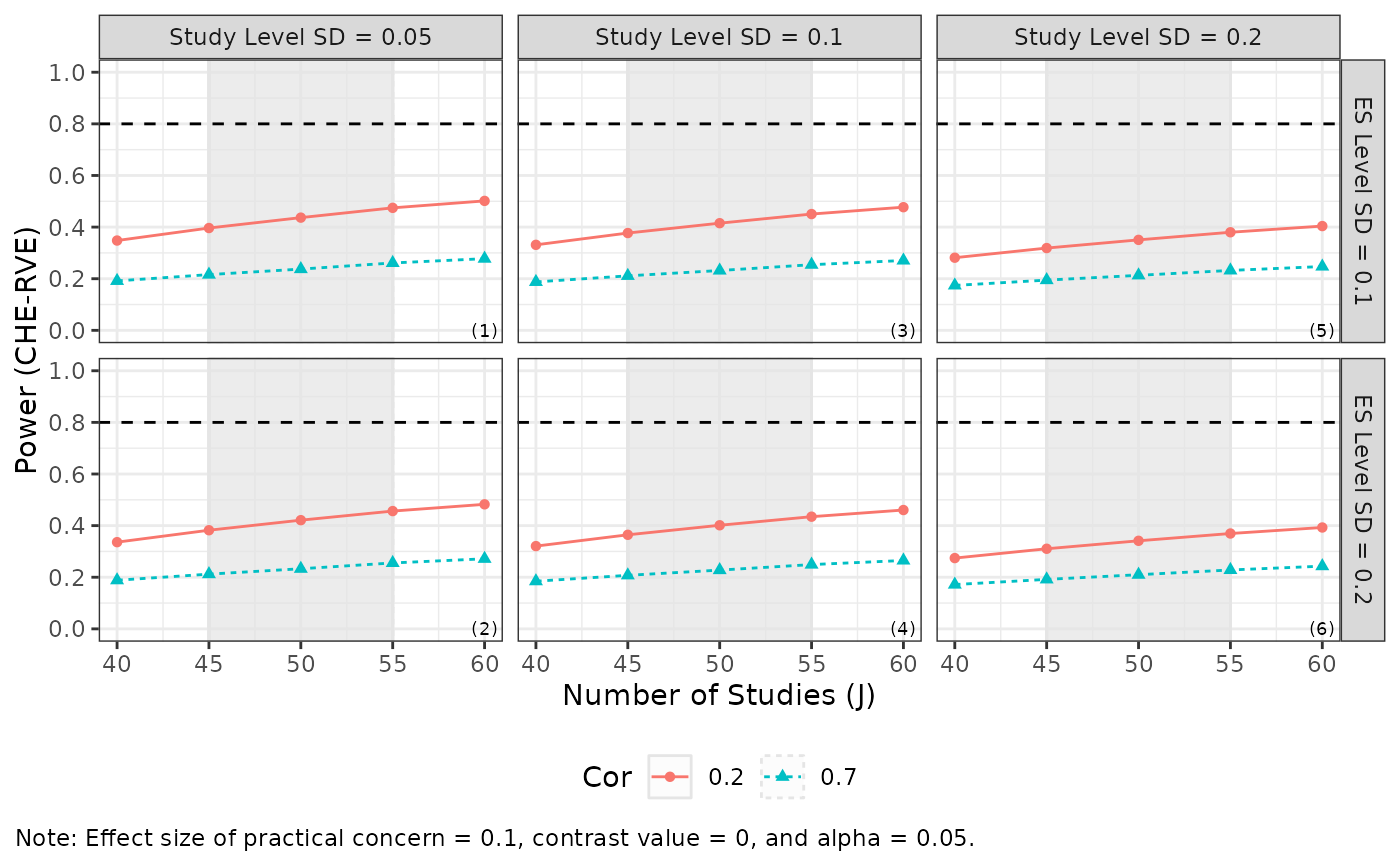 Study Level SD = 0.05
Study Level SD = 0.1
Study Level SD = 0.2
Power (CHE-RVE)
1.0
0.8
0.6
0.4
0.2
0.0
(1)
(3)
(5)
ES Level SD = 0.1
1.0
0.8
0.6
0.4
0.2
0.0
(2)
(4)
(6)
ES Level SD = 0.2
40 45 50 55 60
40 45 50 55 60
40 45 50 55 60
Number of Studies (J)
Cor 0.2 0.7
Note: Effect size of practical concern = 0.1, contrast value = 0, and alpha = 0.05.